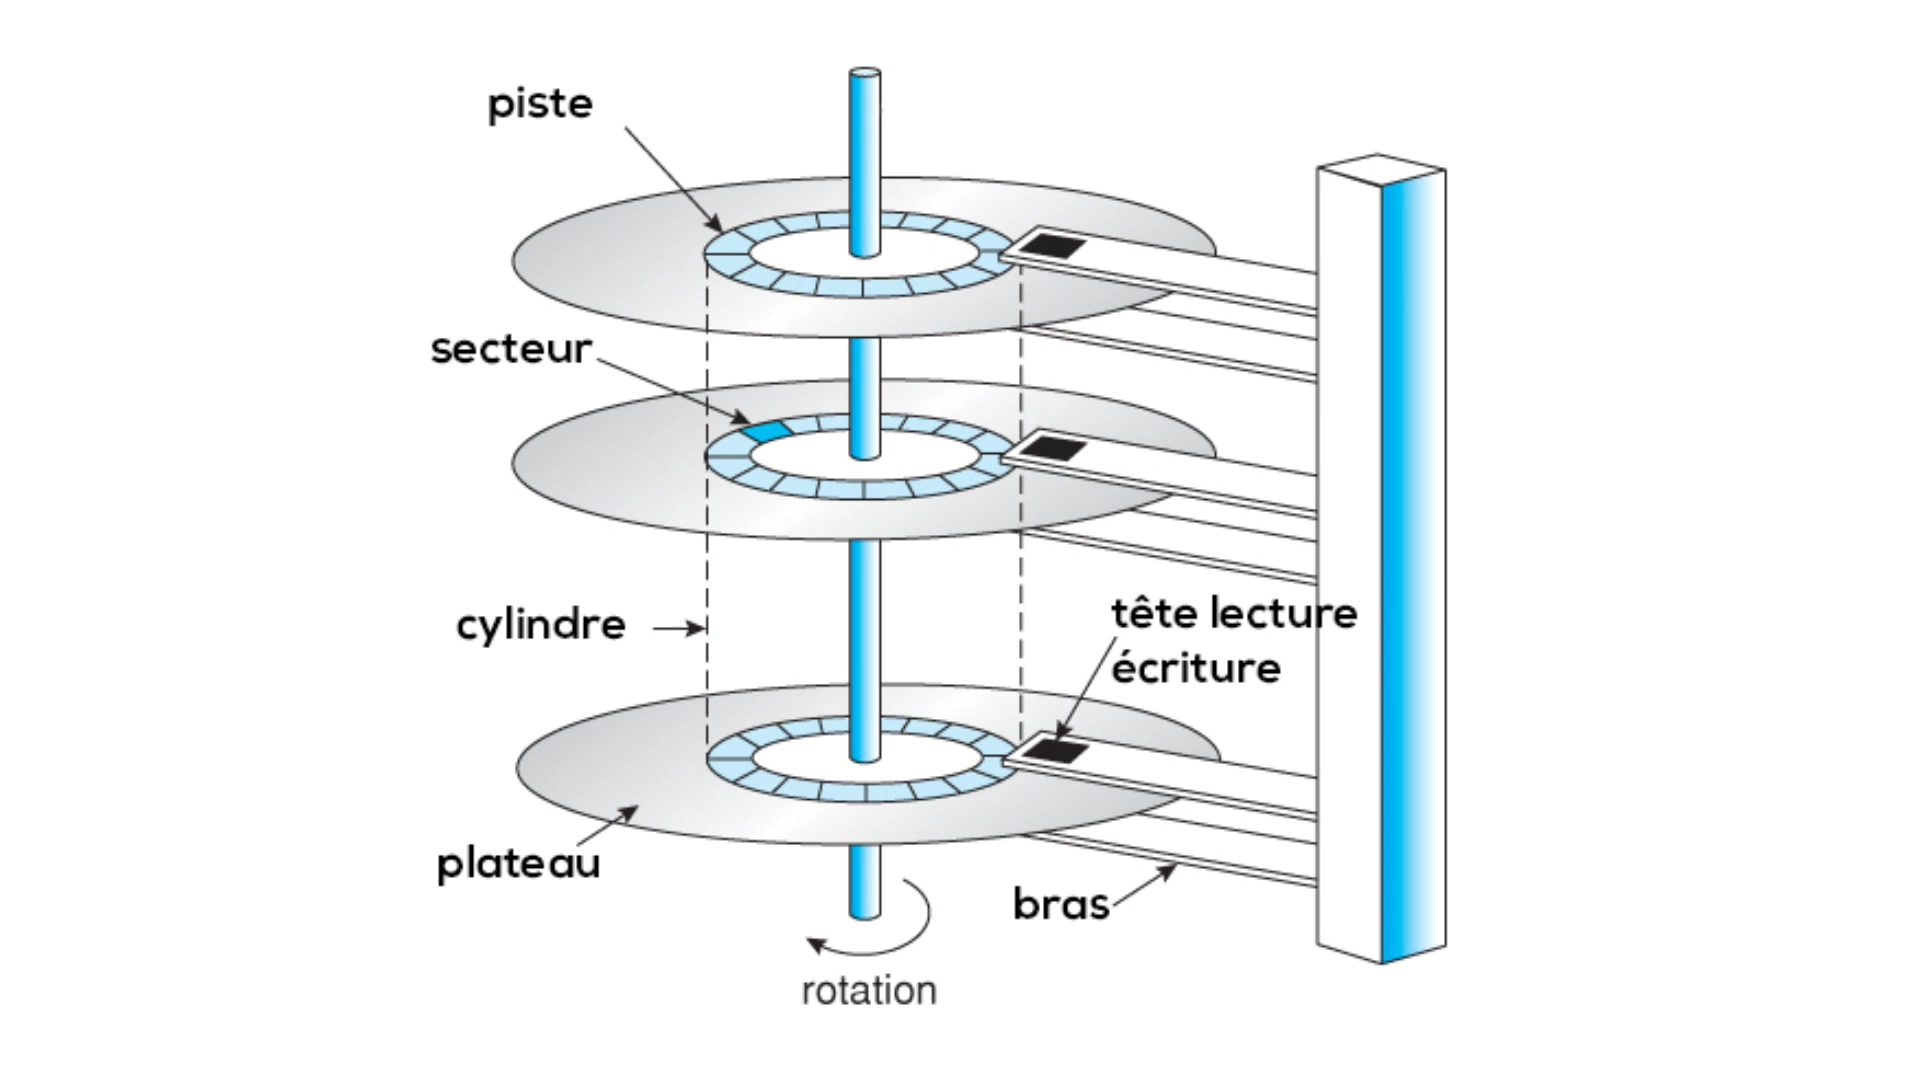 piste
secteur
cylindre
tête lecture
écriture
plateau
bras
rotation